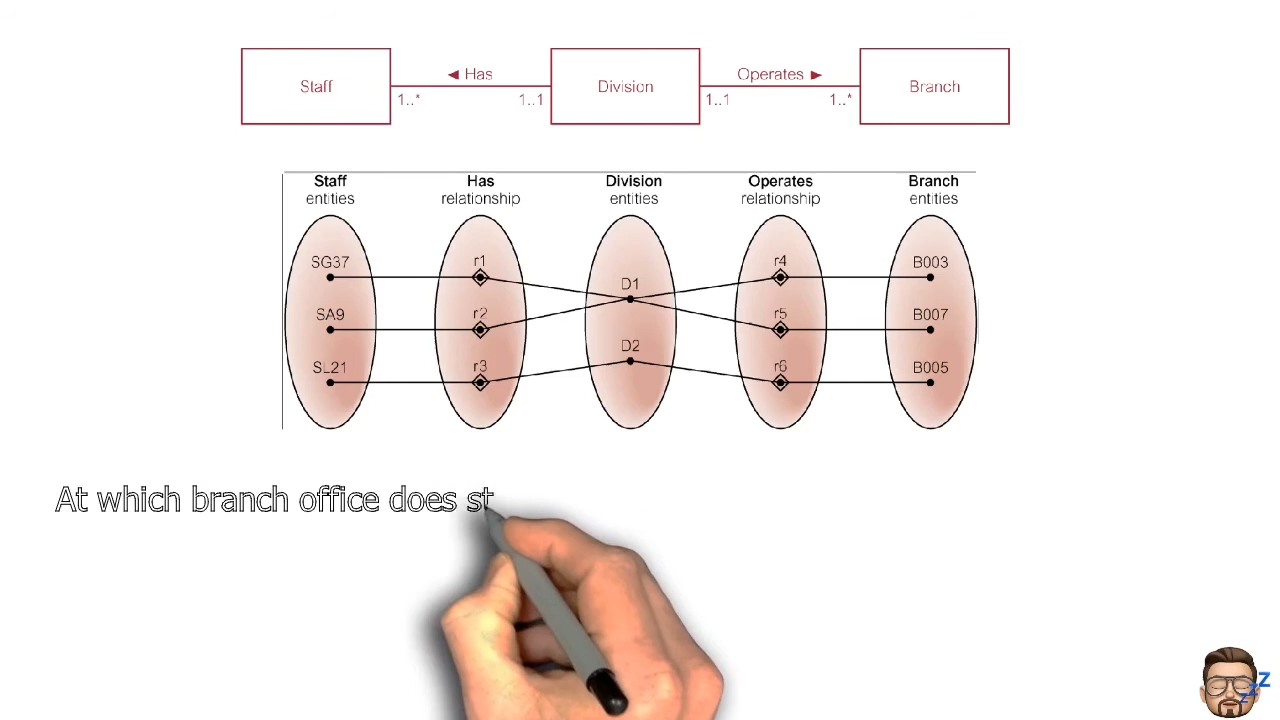 Staff
◄ Has
Division
Operates ►
Branch
1..*
1..1
1..1
1..*
Staff
entities
Has
relationship
Division
entities
Operates
relationship
Branch
entities
SG37
r1
D1
r4
B003
SA9
r2
r5
B007
D2
SL21
r3
r6
B005
At which branch office does st
z z z